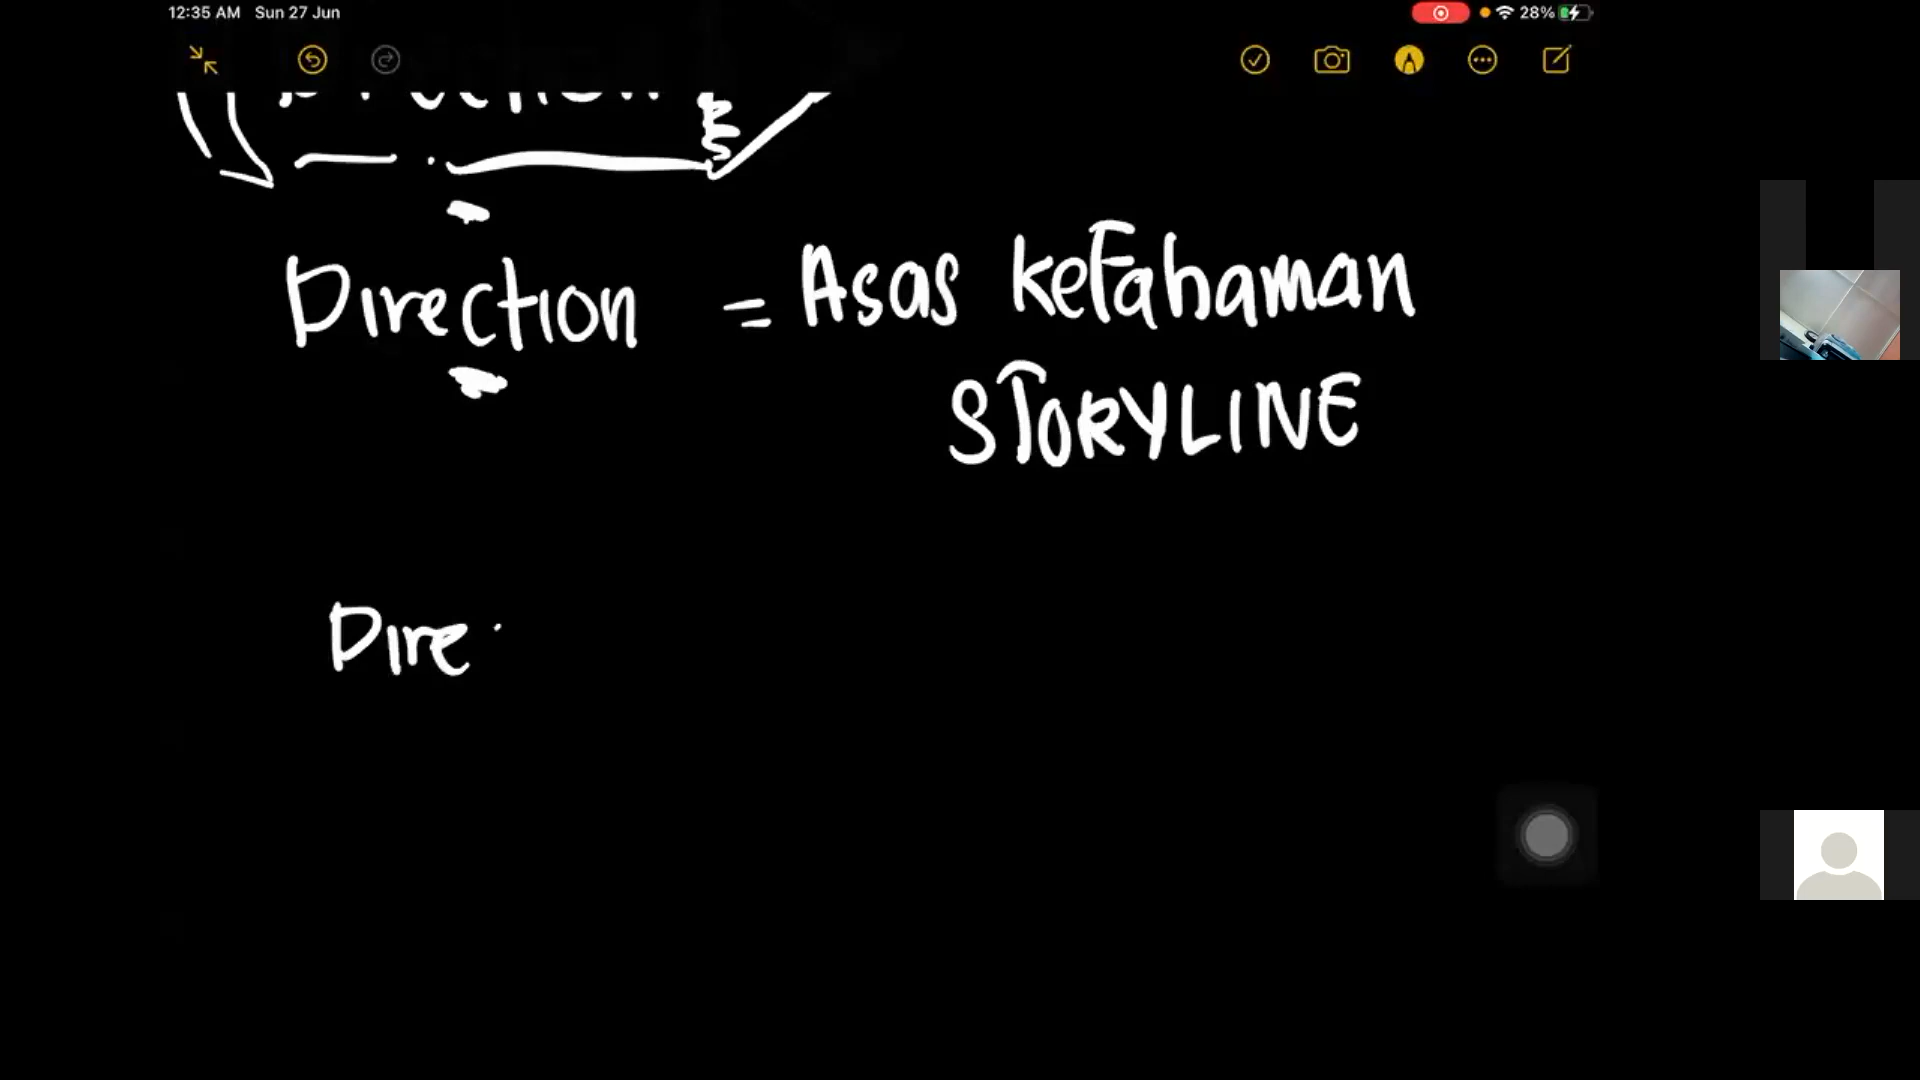 12:35 AM Sun 27 Jun
28%
Direction = Asas kefahaman
STORYLINE
Dire